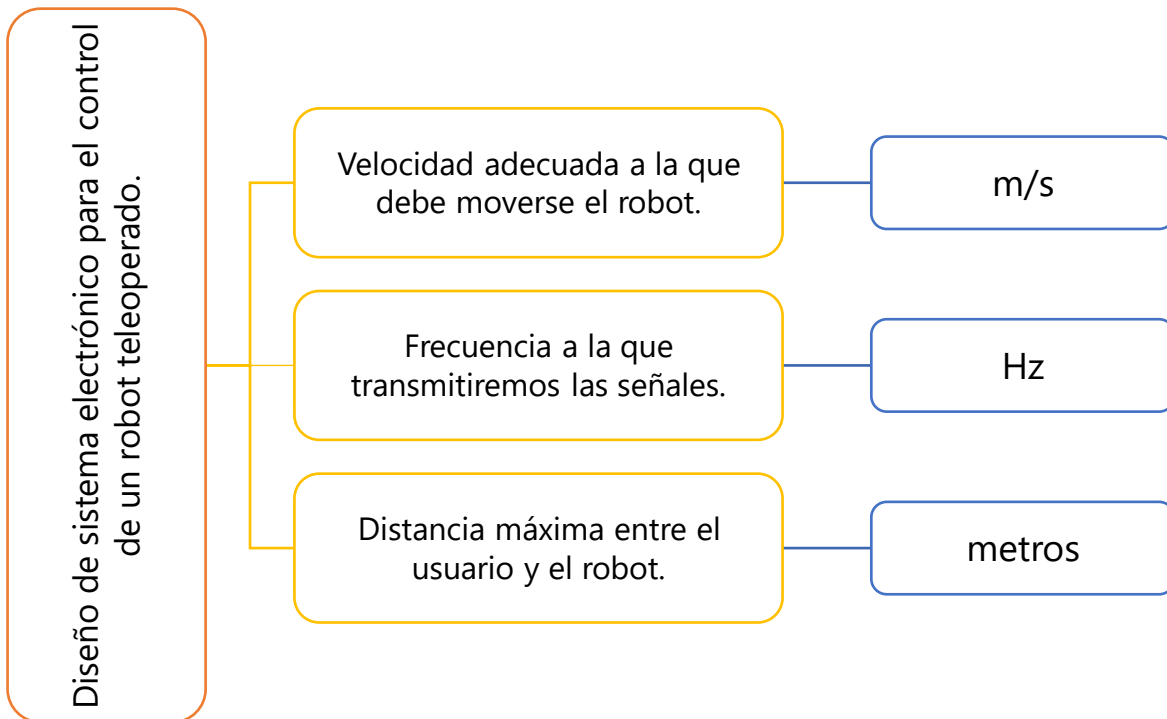 Diseño de sistema electrónico para el control
de un robot teleoperado.
Velocidad adecuada a la que
debe moverse el robot.
m/s
Frecuencia a la que
transmitiremos las señales.
Hz
Distancia máxima entre el
usuario y el robot.
metros